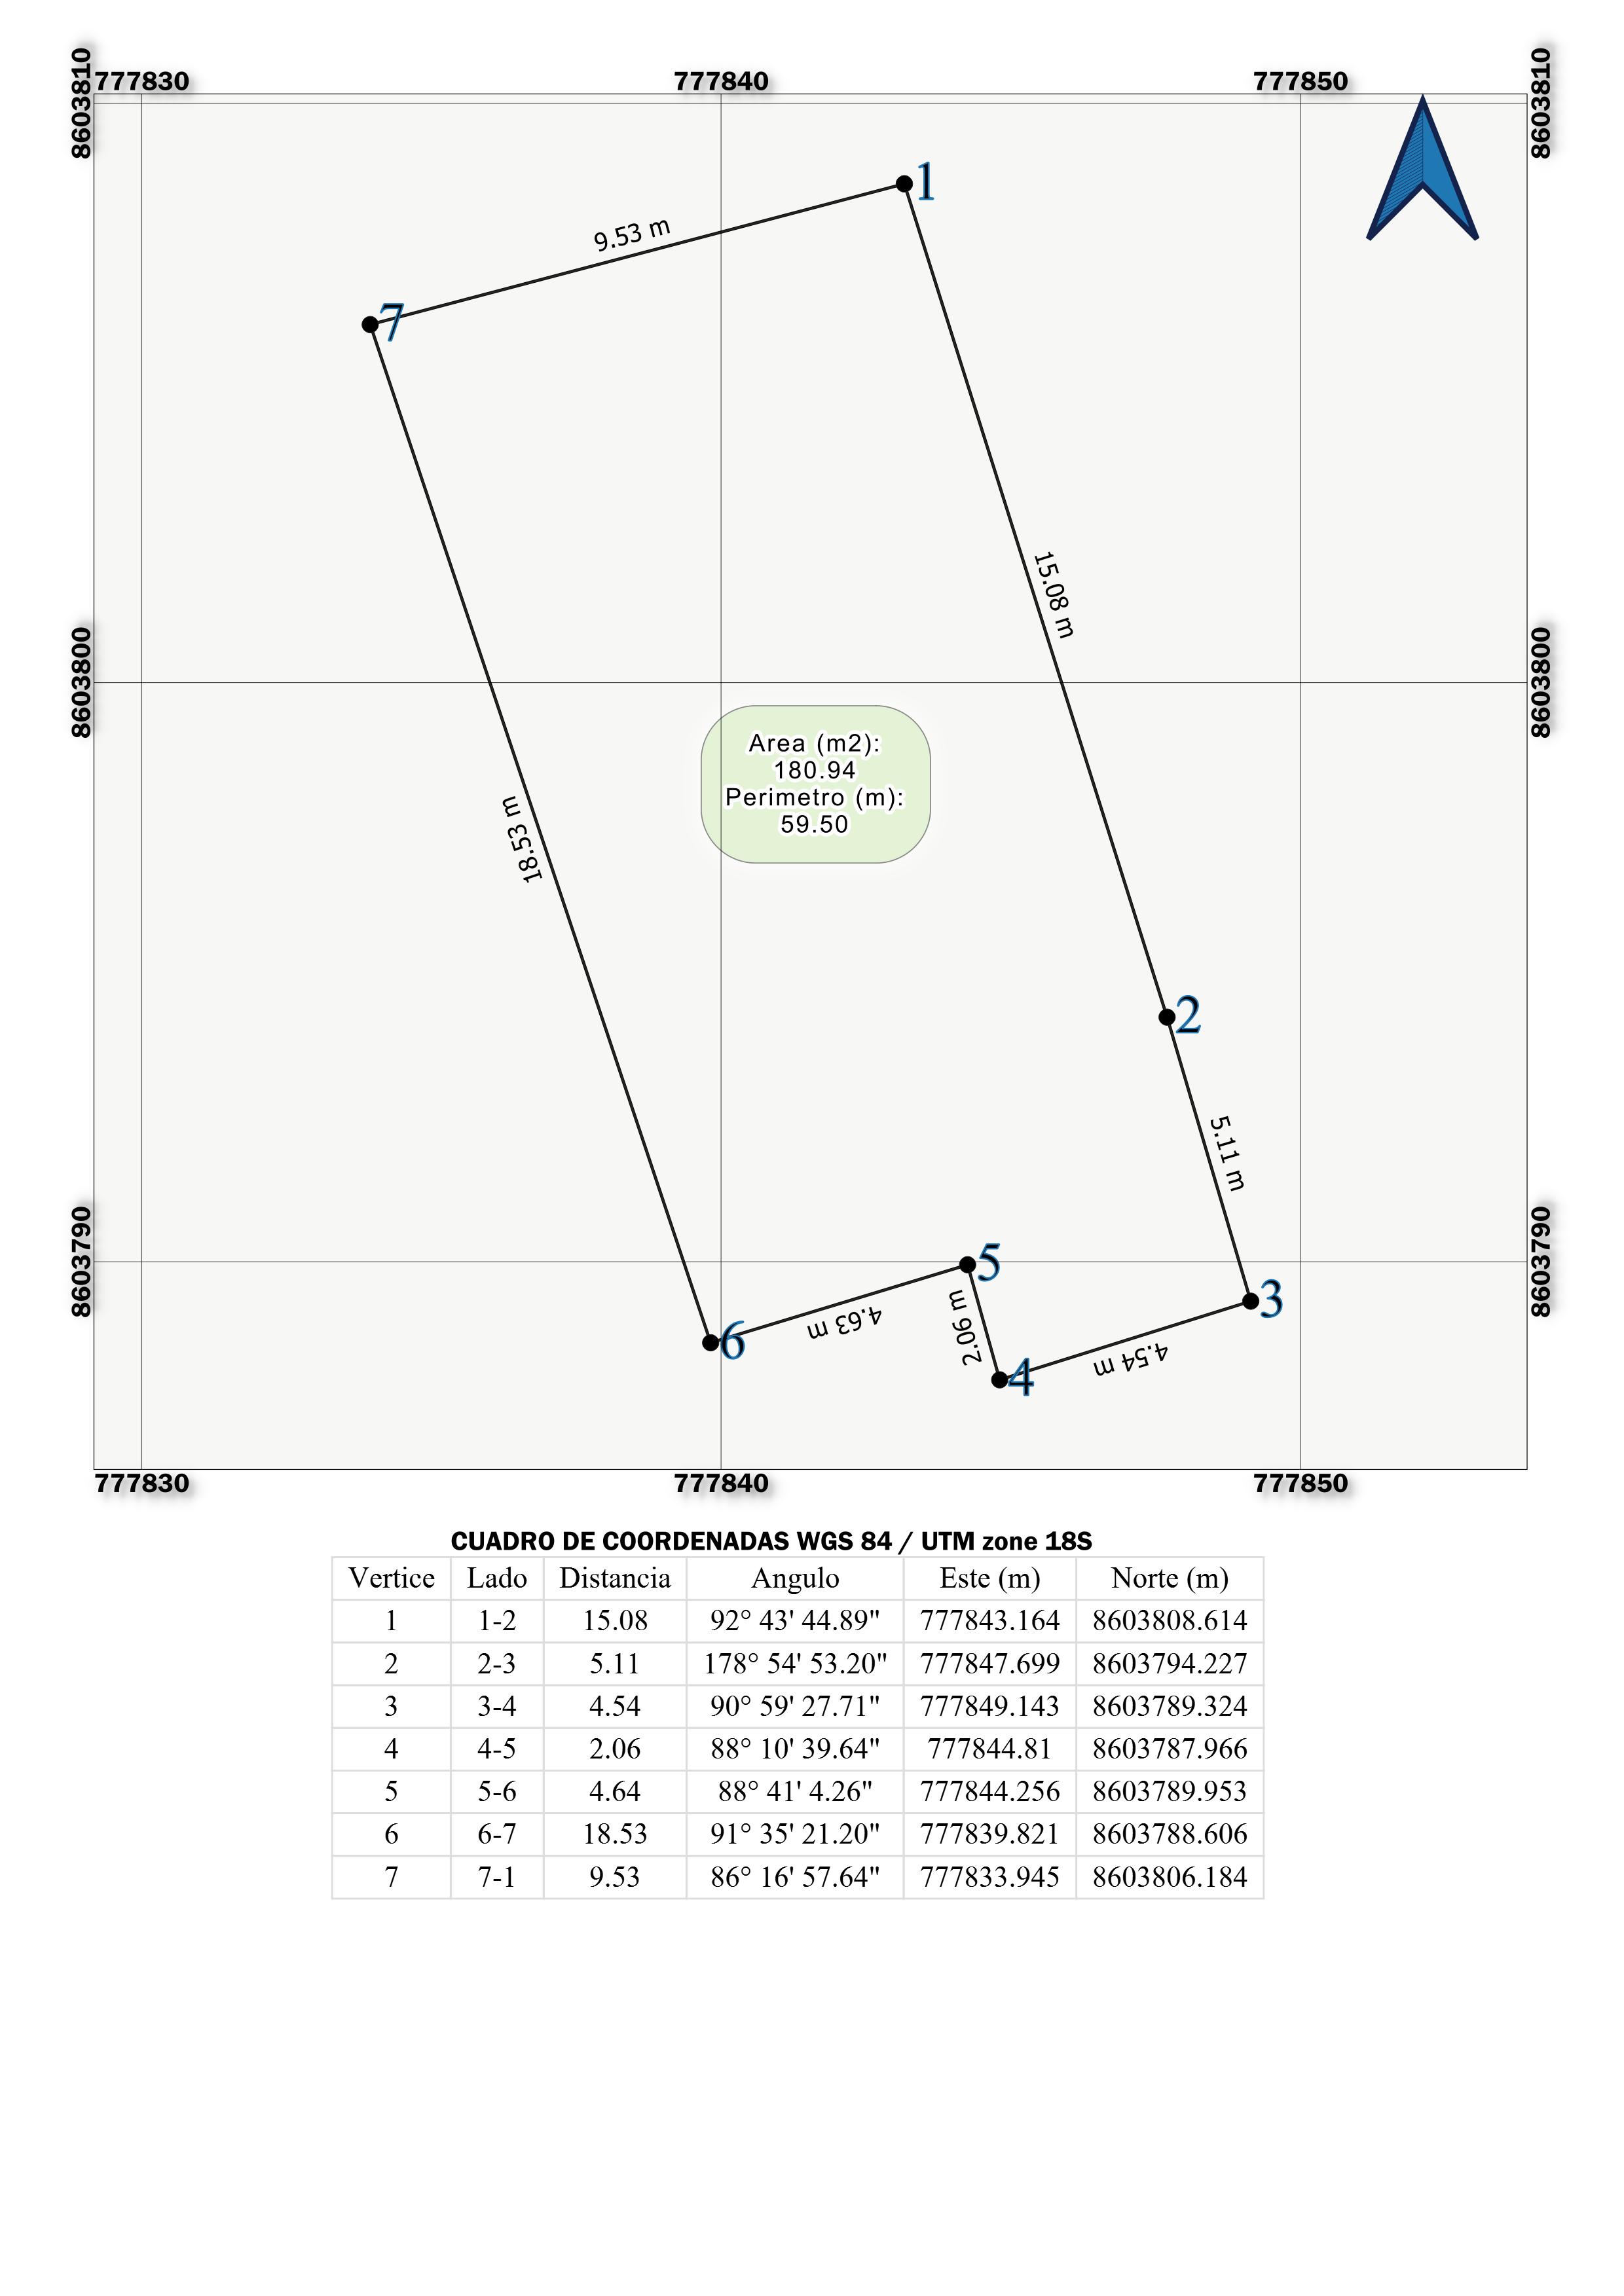 777830 777840 777850
8603810 8603810
1
9.53 m
7
15.08 m
8603800 8603800
Area (m2):
180.94
Perimetro (m):
59.50
18.53 m
2
5.11 m
8603790 8603790
5
3
2.06 m
4.63 m
6
4.54 m
4
777830 777840 777850
CUADRO DE COORDENADAS WGS 84 / UTM zone 18S
Vertice Lado Distancia Angulo Este (m) Norte (m)
1 1-2 15.08 92° 43' 44.89" 777843.164 8603808.614
2 2-3 5.11 178° 54' 53.20" 777847.699 8603794.227
3 3-4 4.54 90° 59' 27.71" 777849.143 8603789.324
4 4-5 2.06 88° 10' 39.64" 777844.81 8603787.966
5 5-6 4.64 88° 41' 4.26" 777844.256 8603789.953
6 6-7 18.53 91° 35' 21.20" 777839.821 8603788.606
7 7-1 9.53 86° 16' 57.64" 777833.945 8603806.184